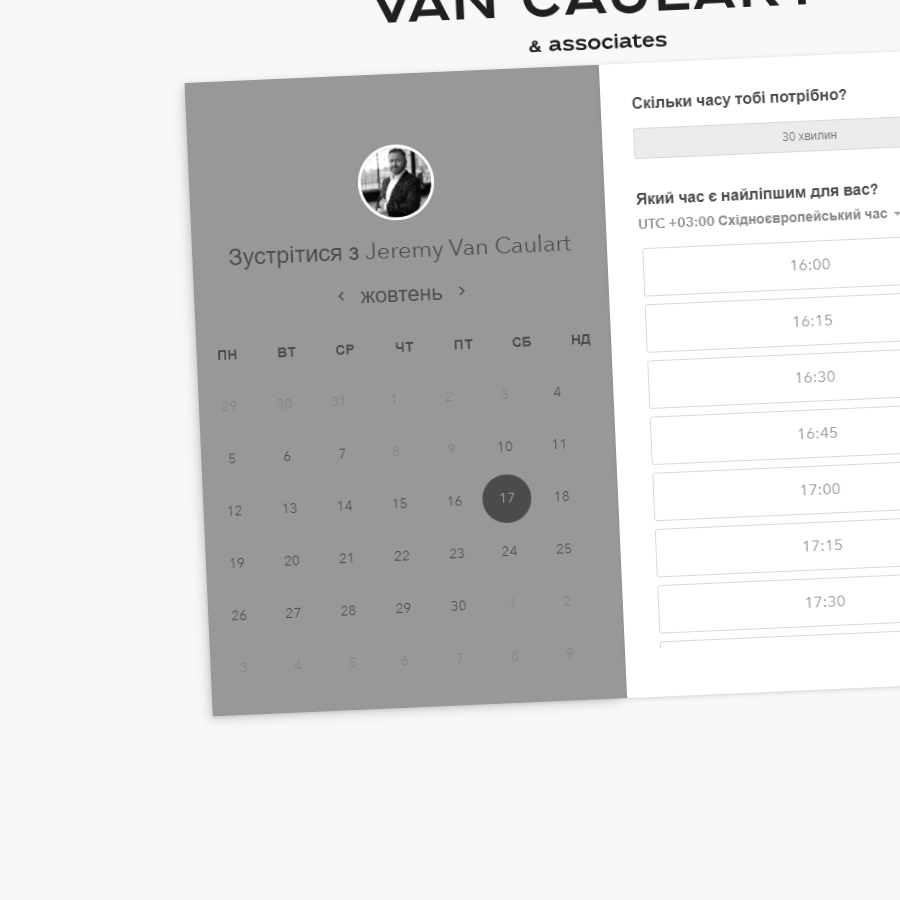 VAN CAULART
& associates
Зустрітися з Jeremy Van Caulart
‹ жовтень ›
ПН ВТ СР ЧТ ПТ СБ НД
29 30 31 1 2 3 4
5 6 7 8 9 10 11
12 13 14 15 16 17 18
19 20 21 22 23 24 25
26 27 28 29 30 1 2
3 4 5 6 7 8 9
Скільки часу тобі потрібно?
30 хвилин
Який час є найліпшим для вас?
UTC +03:00 Східноєвропейський час
16:00
16:15
16:30
16:45
17:00
17:15
17:30